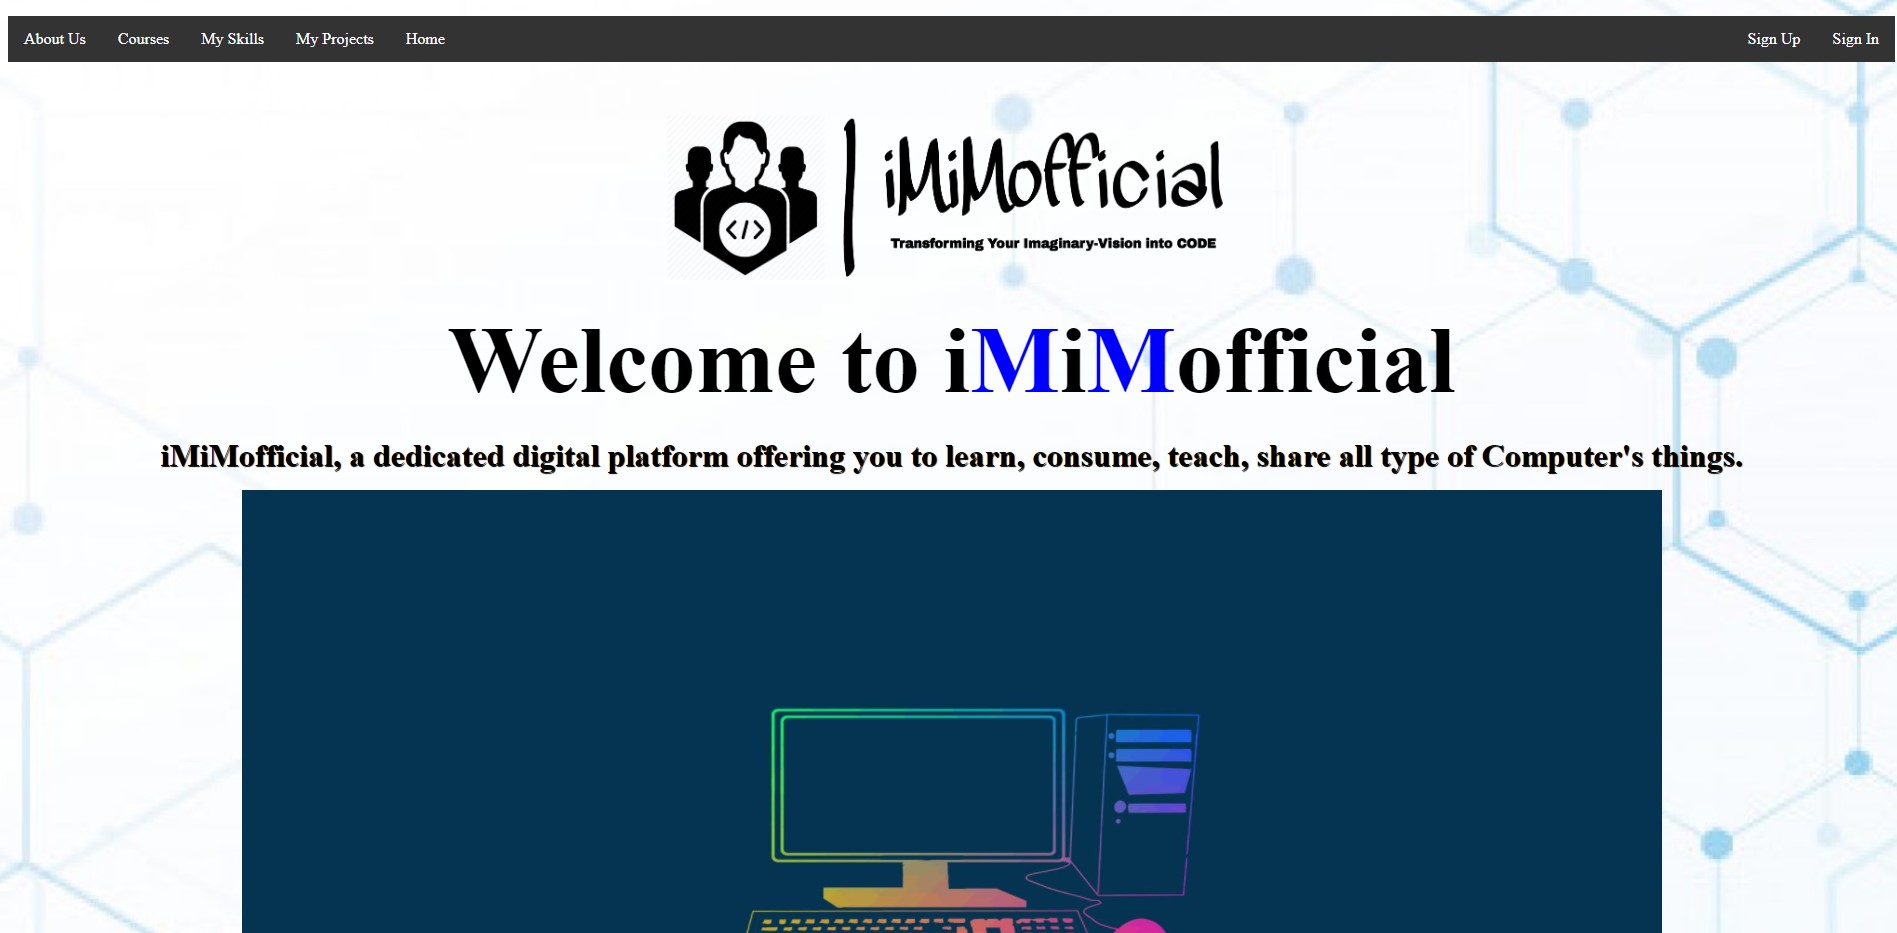 About Us Courses My Skills My Projects Home Sign Up Sign In
</>
iMiMofficial
Transforming Your Imaginary-Vision into CODE
Welcome to iMiMofficial
iMiMofficial, a dedicated digital platform offering you to learn, consume, teach, share all type of Computer's things.